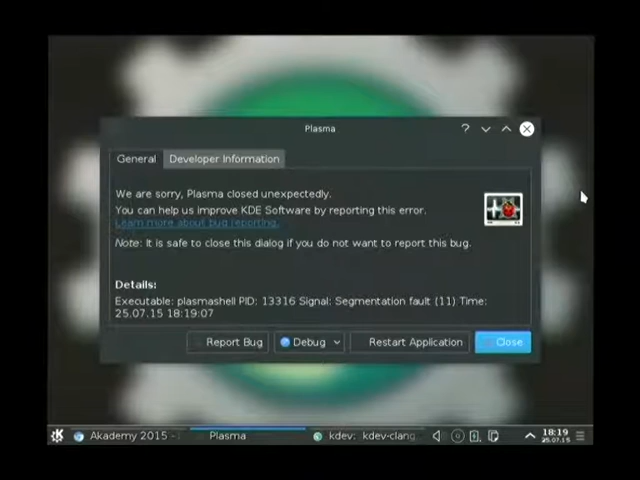 Plasma
General Developer Information
We are sorry, Plasma closed unexpectedly.
You can help us improve KDE Software by reporting this error.
Learn more about bug reporting.
Note: It is safe to close this dialog if you do not want to report this bug.
Details:
Executable: plasmashell PID: 13316 Signal: Segmentation fault (11) Time:
25.07.15 18:19:07
Report Bug Debug Restart Application Close
Akademy 2015 - Plasma kdev: kdev-clang 18:19
25.07.15